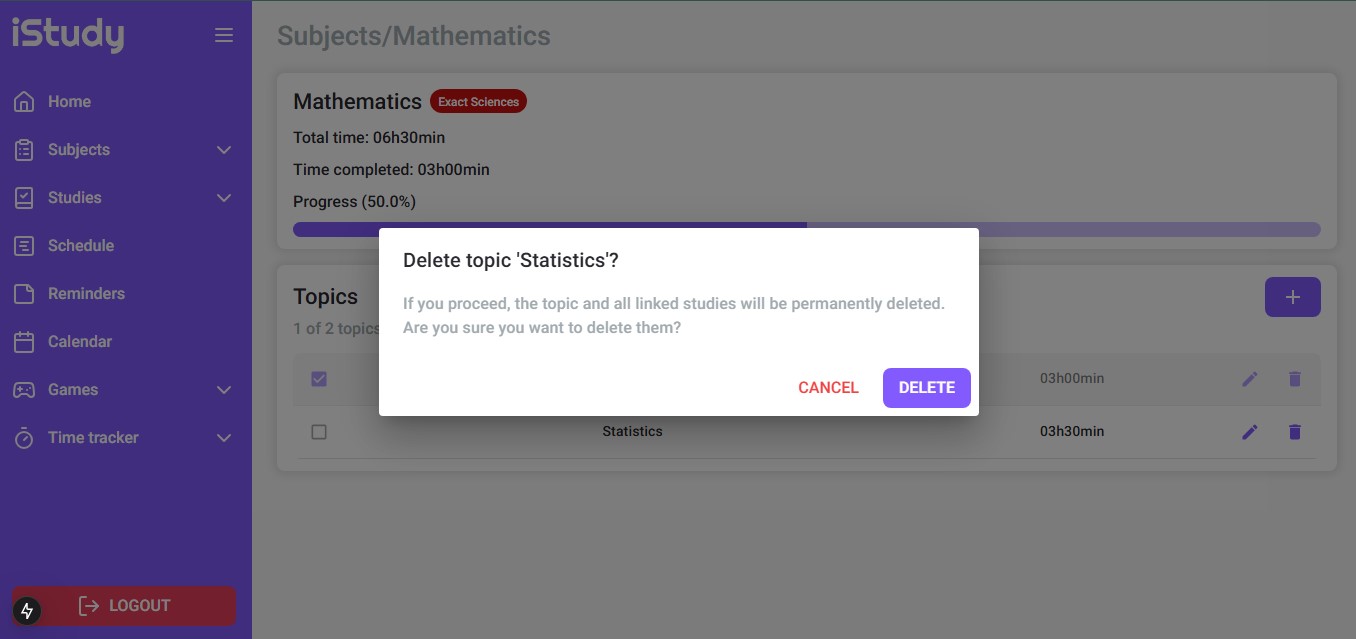 iStudy
Home
Subjects
Studies
Schedule
Reminders
Calendar
Games
Time tracker
LOGOUT
Subjects/Mathematics
Mathematics Exact Sciences
Total time: 06h30min
Time completed: 03h00min
Progress (50.0%)
Topics
1 of 2 topics
Delete topic 'Statistics'?
If you proceed, the topic and all linked studies will be permanently deleted.
Are you sure you want to delete them?
CANCEL DELETE
03h00min
Statistics 03h30min